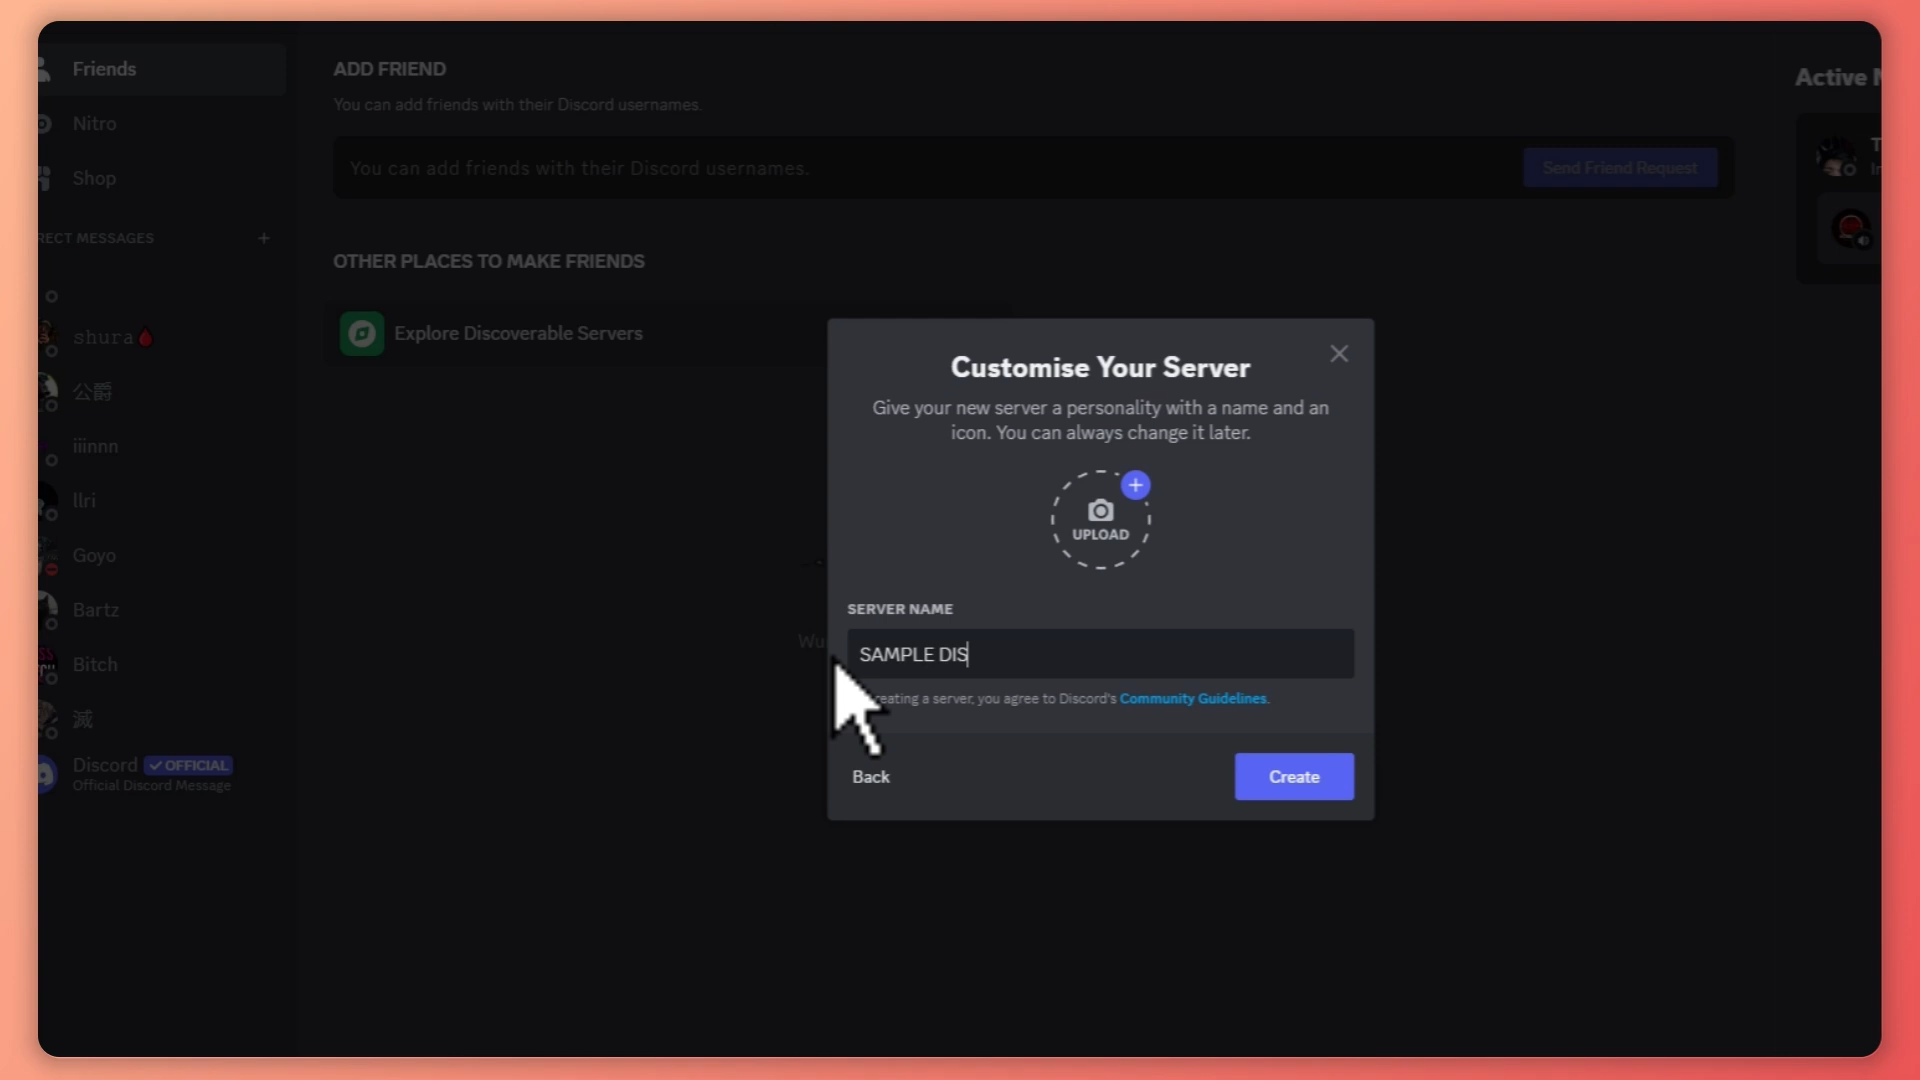 Friends
Nitro
Shop
RECT MESSAGES
shura
公爵
iiinnn
llri
Goyo
Bartz
Bitch
滅
Discord OFFICIAL
Official Discord Message
ADD FRIEND
You can add friends with their Discord usernames.
You can add friends with their Discord usernames.
Send Friend Request
OTHER PLACES TO MAKE FRIENDS
Explore Discoverable Servers
Wu
Active N
Customise Your Server
Give your new server a personality with a name and an
icon. You can always change it later.
UPLOAD
SERVER NAME
SAMPLE DIS
reating a server, you agree to Discord's Community Guidelines.
Back
Create